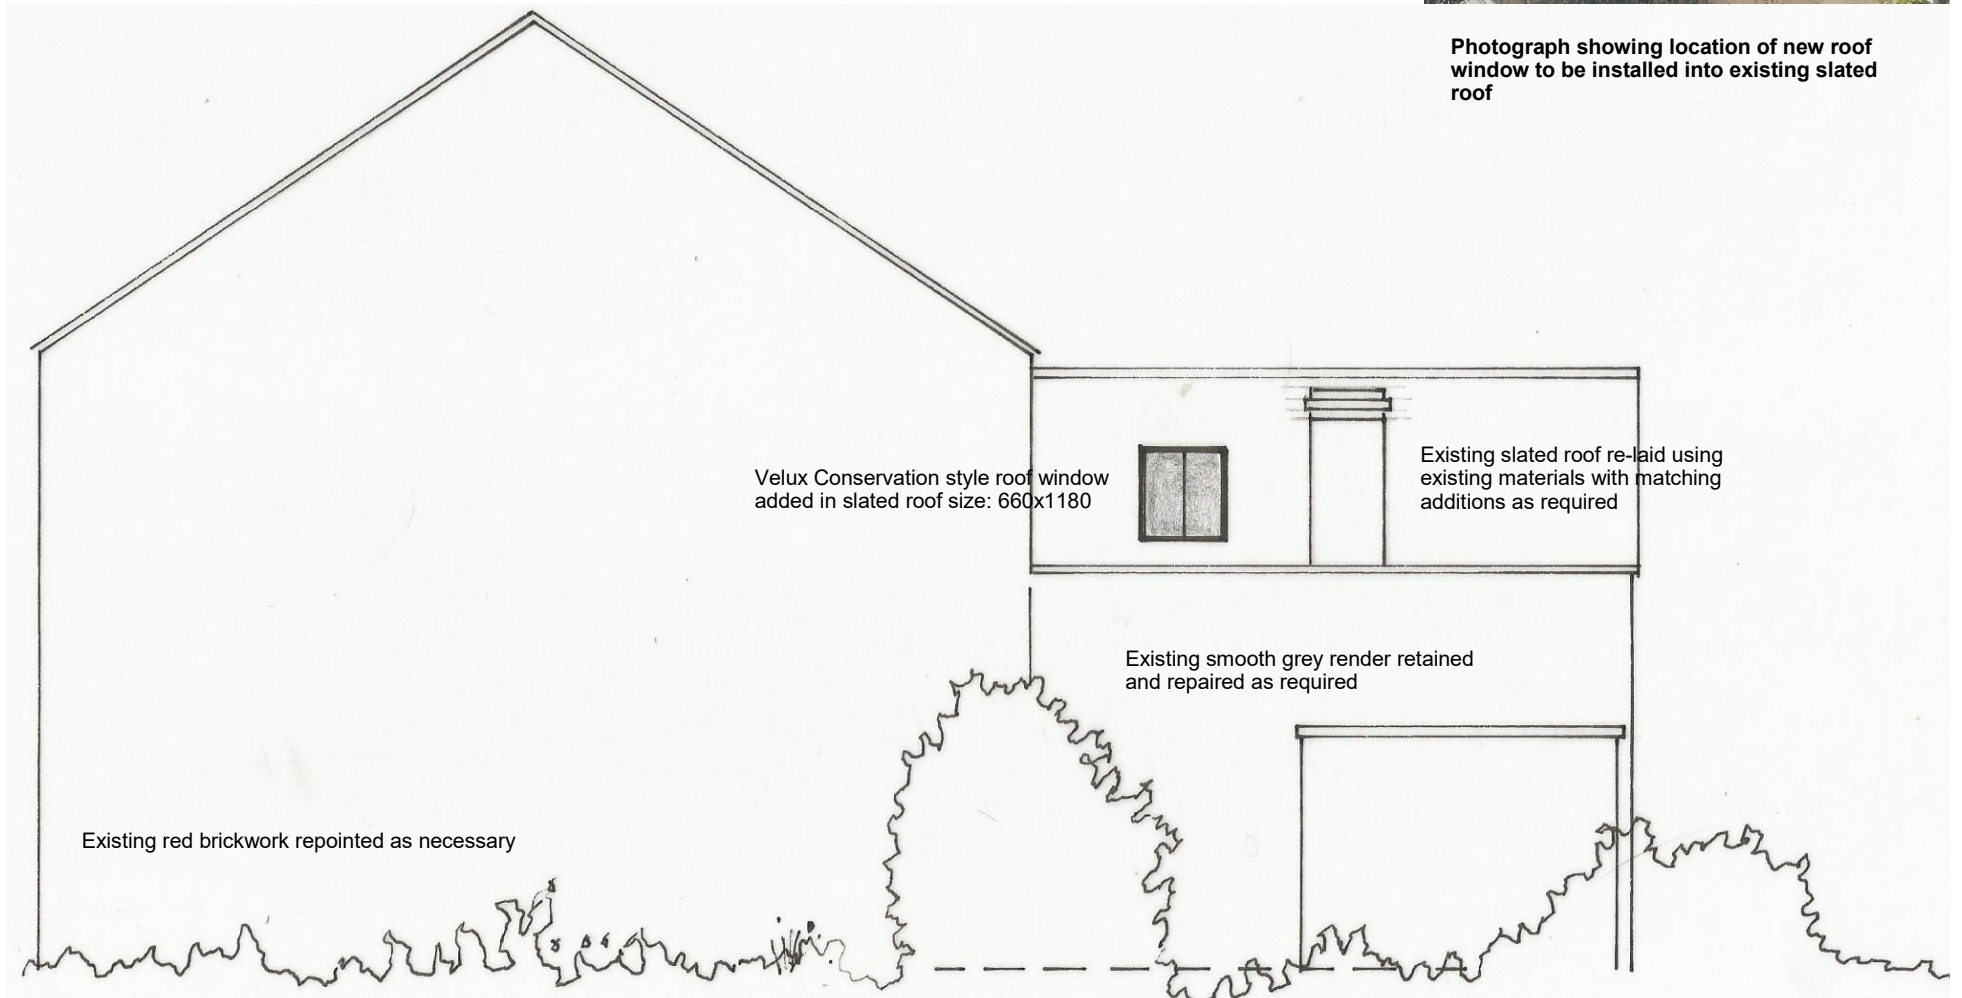 Photograph showing location of new roof
window to be installed into existing slated
roof
Velux Conservation style roof window
added in slated roof size: 660x1180
Existing slated roof re-laid using
existing materials with matching
additions as required
Existing smooth grey render retained
and repaired as required
Existing red brickwork repointed as necessary